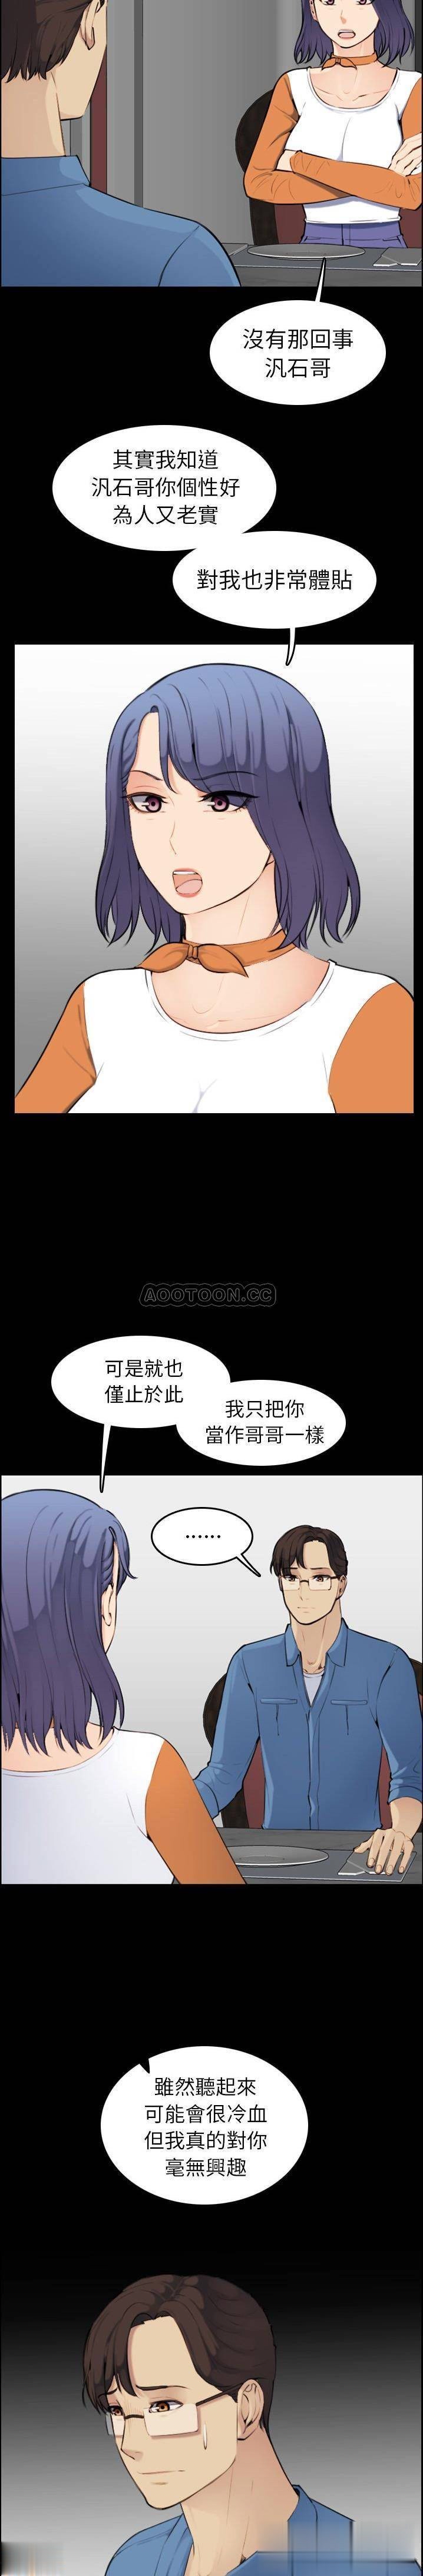 沒有那回事
汎石哥
其實我知道
汎石哥你個性好
為人又老實
對我也非常體貼
AOOTOON.CC
可是就也
僅止於此
我只把你
當作哥哥一樣
……
雖然聽起來
可能會很冷血
但我真的對你
毫無興趣